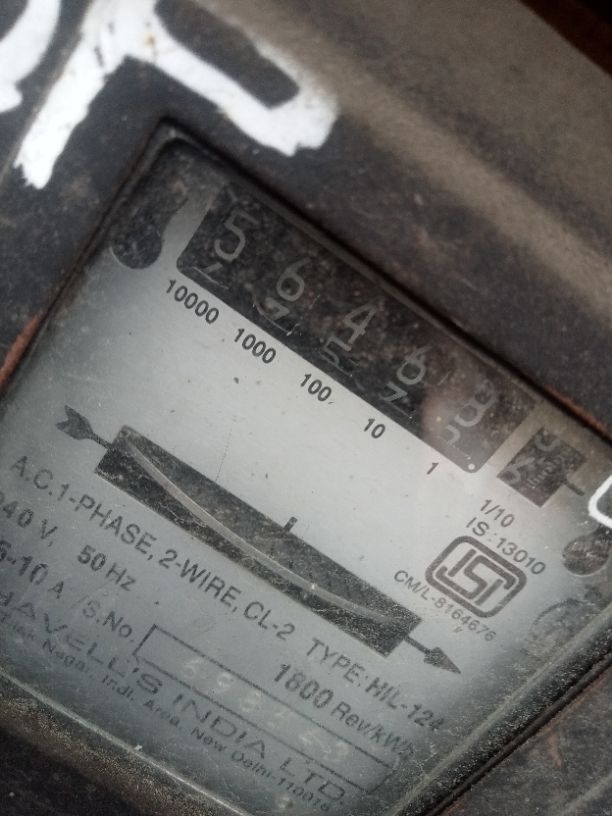 5 6 4 6 8
10000 1000 100 10 1 1/10
IS:13010
CM/L-8164676
A.C.1-PHASE, 2-WIRE, CL-2 TYPE: HIL-124
240 V, 50 Hz 1800 Rev/kWh
5-10 A /S.No.
HAVELL'S INDIA LTD.
Nagar Indl. Area, New Delhi-110015